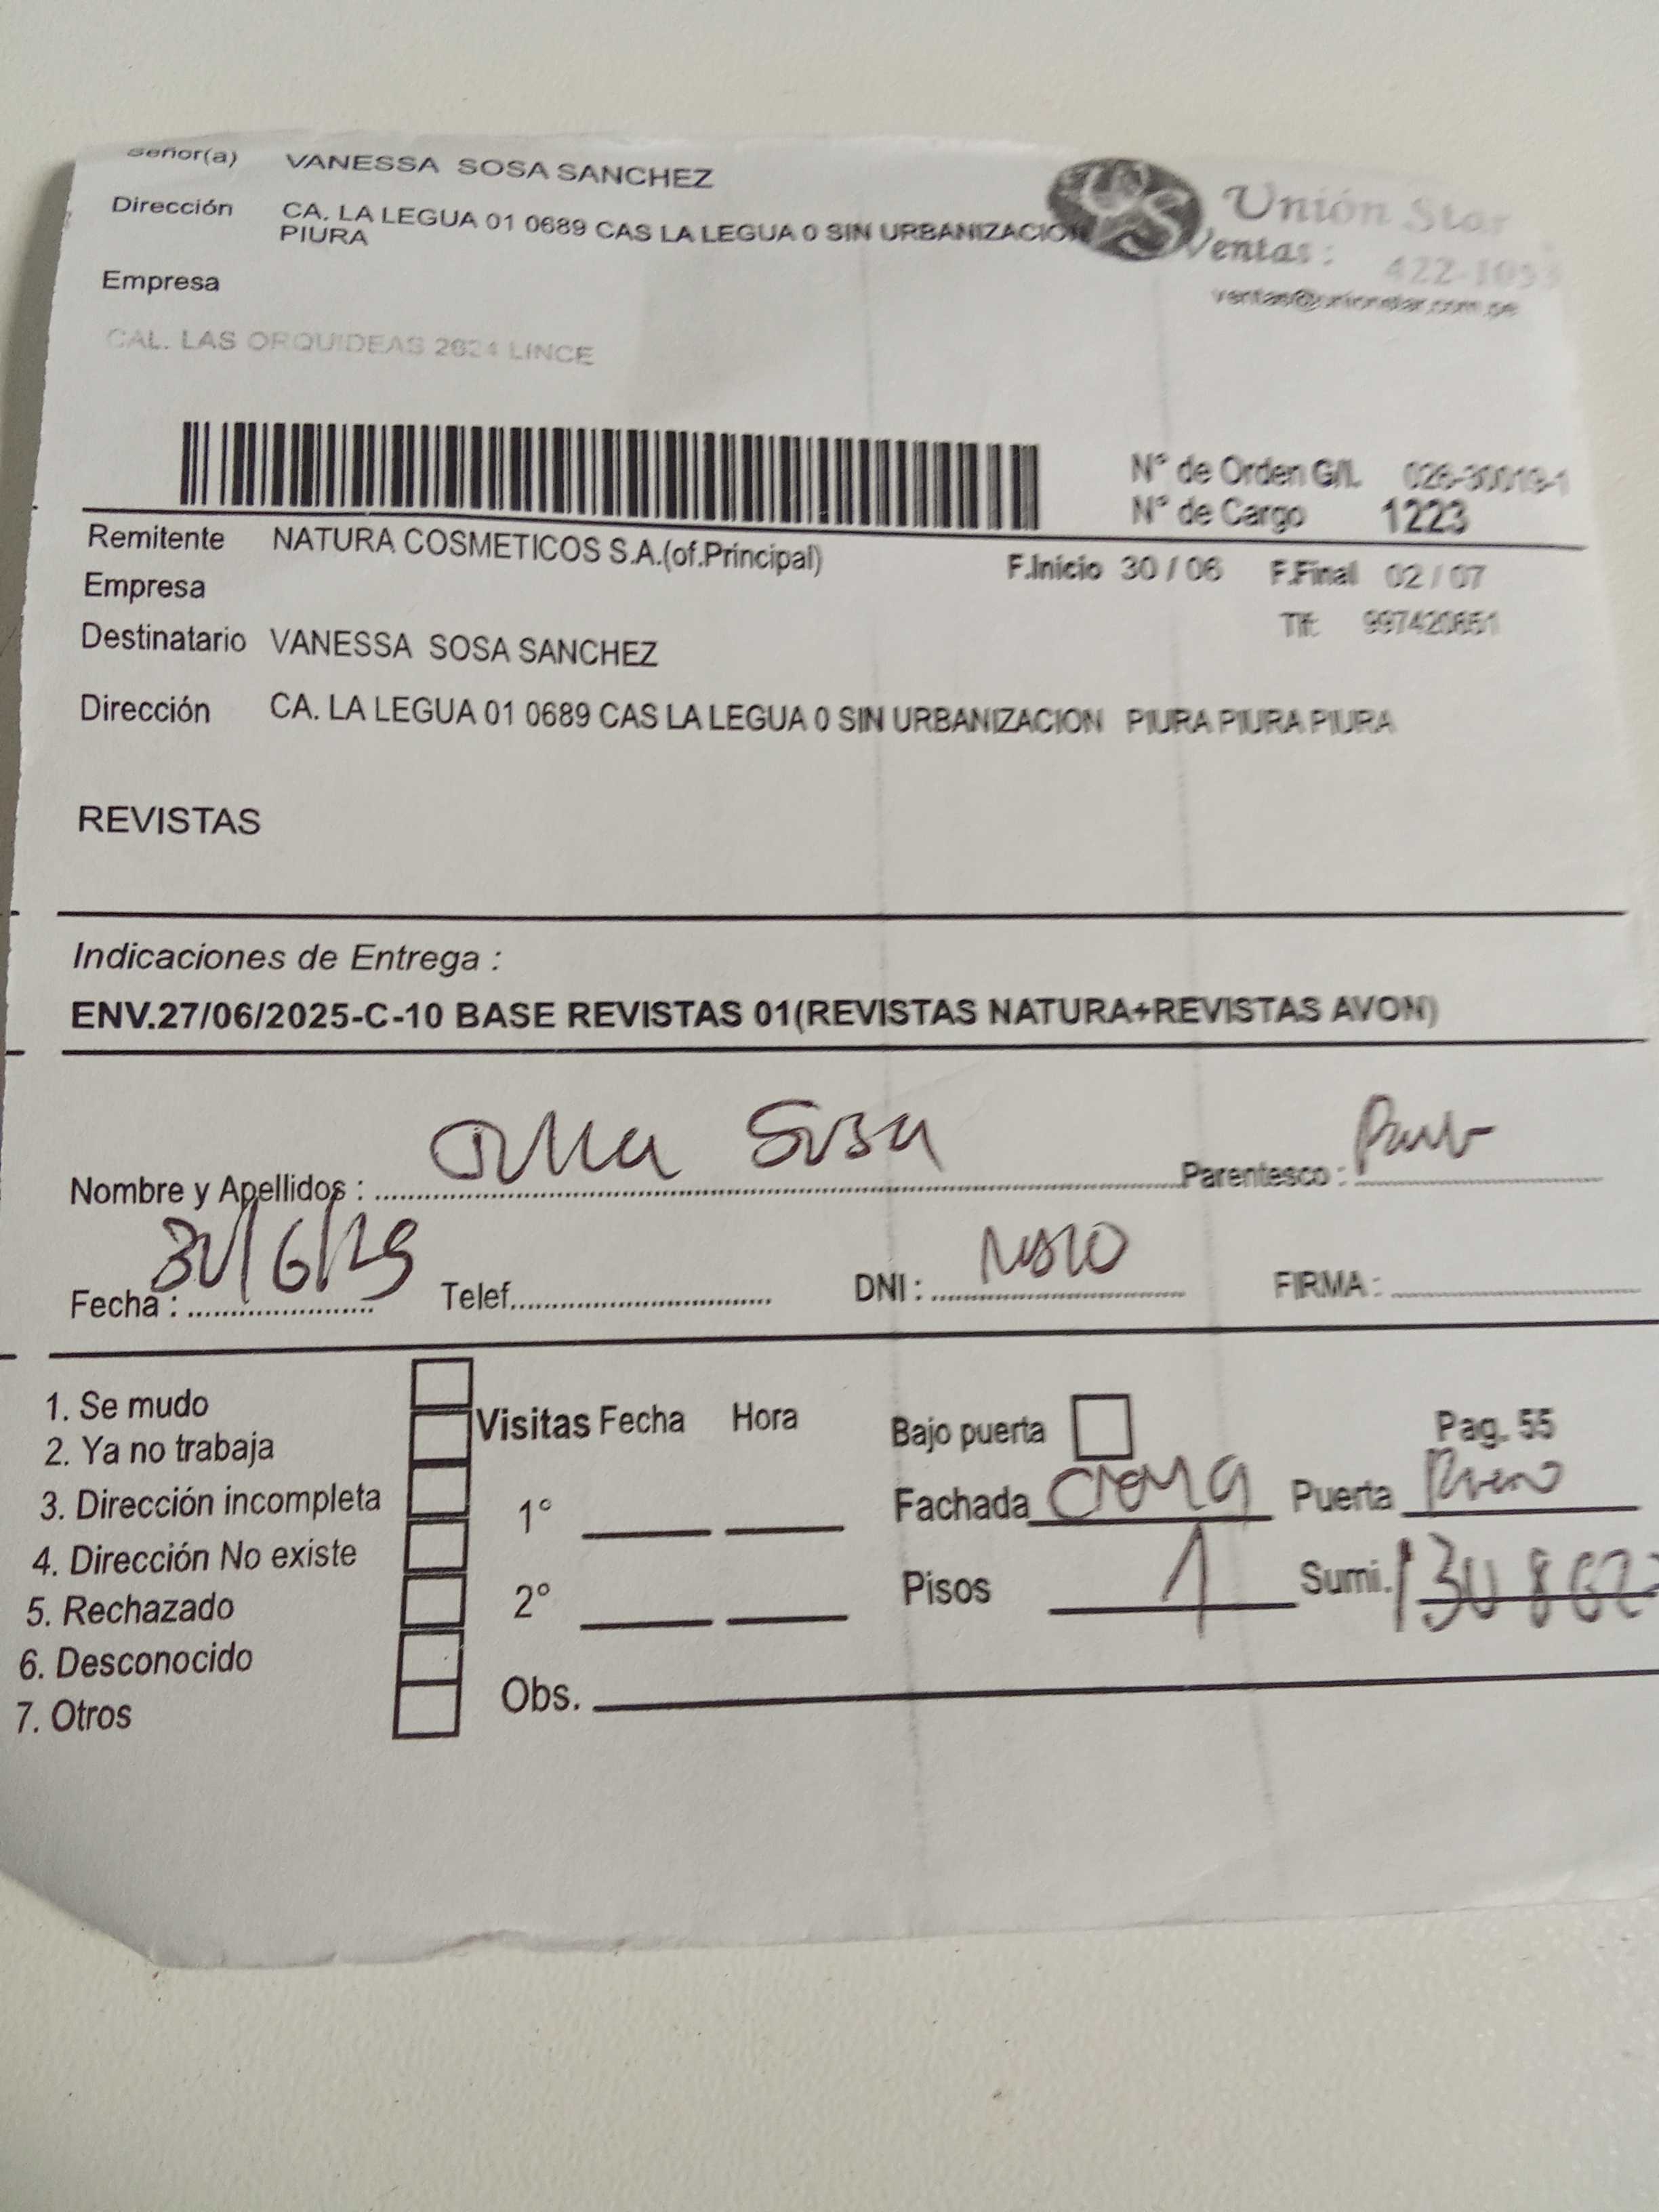 Señor(a) VANESSA SOSA SANCHEZ
Dirección CA. LA LEGUA 01 0689 CAS LA LEGUA 0 SIN URBANIZACION
PIURA
Unión Star
Ventas :
ventas@unionstar.com.pe
Empresa
CAL. LAS ORQUIDEAS 2624 LINCE
N° de Orden G/L 026-30019-1
N° de Cargo 1223
Remitente NATURA COSMETICOS S.A.(of.Principal) F.Inicio 30 / 06 F.Final 02 / 07
Empresa
Tlf:
Destinatario VANESSA SOSA SANCHEZ
Dirección CA. LA LEGUA 01 0689 CAS LA LEGUA 0 SIN URBANIZACION PIURA PIURA PIURA
REVISTAS
Indicaciones de Entrega :
ENV.27/06/2025-C-10 BASE REVISTAS 01(REVISTAS NATURA+REVISTAS AVON)
Nombre y Apellidos : Sosa Parentesco :
Fecha : 30/6/25 Telef. DNI : FIRMA :
1. Se mudo
2. Ya no trabaja
3. Dirección incompleta
4. Dirección No existe
5. Rechazado
6. Desconocido
7. Otros
Visitas Fecha Hora
1°
2°
Obs.
Bajo puerta Pag. 55
Fachada Puerta
Pisos 1 Sumi.